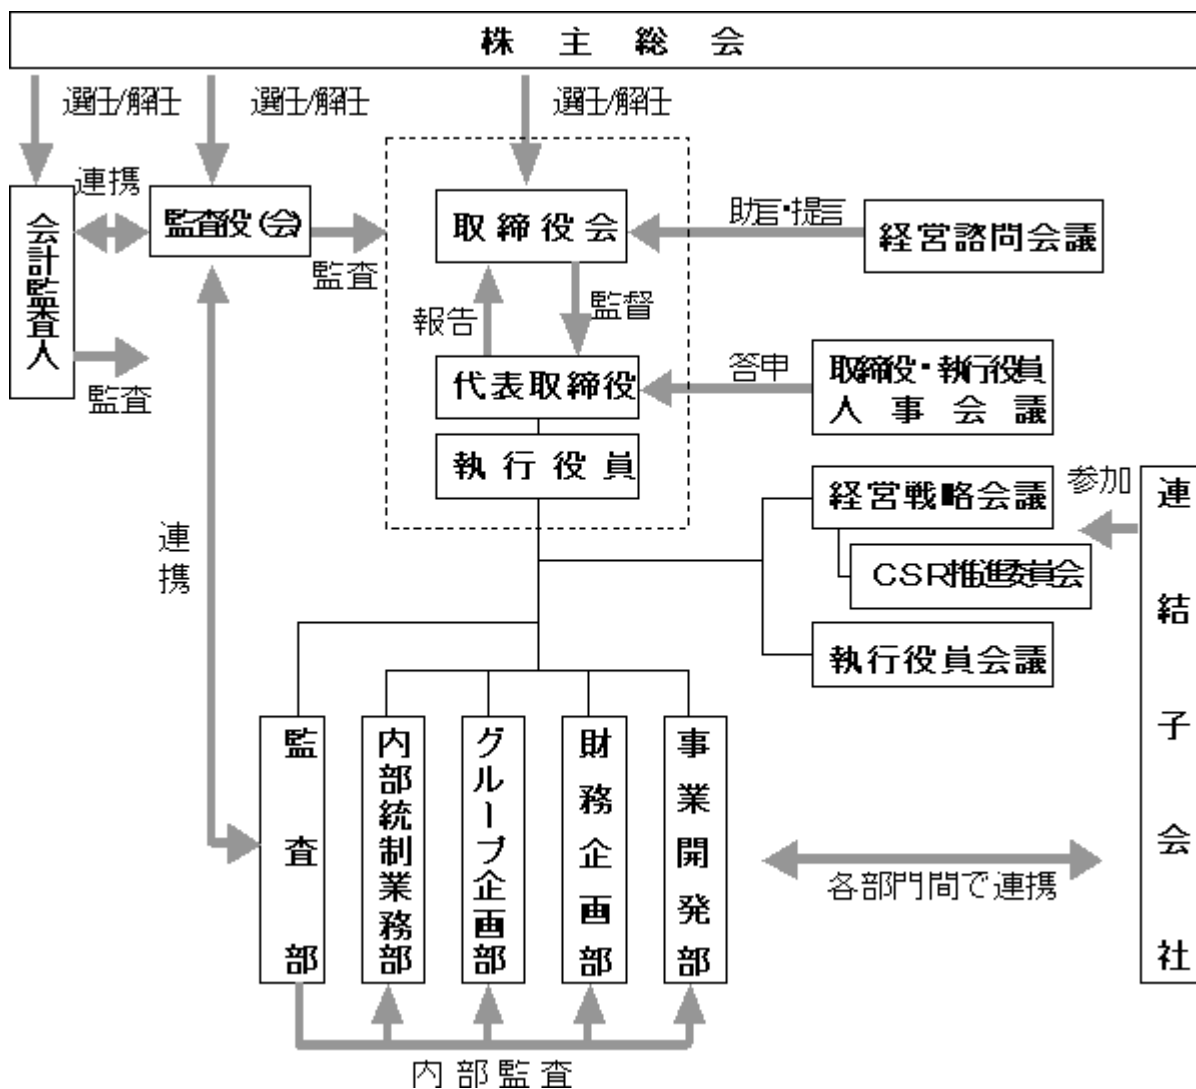 株主総会
選任/解任
選任/解任
選任/解任
会計監査人
連携
監査役(会)
監査
取締役会
助言・提言
経営諮問会議
監査
報告
監督
代表取締役
答申
取締役・執行役員
人事会議
執行役員
経営戦略会議
参加
CSR推進委員会
執行役員会議
連結子会社
連携
監査部
内部統制業務部
グループ企画部
財務企画部
事業開発部
各部門間で連携
内部監査